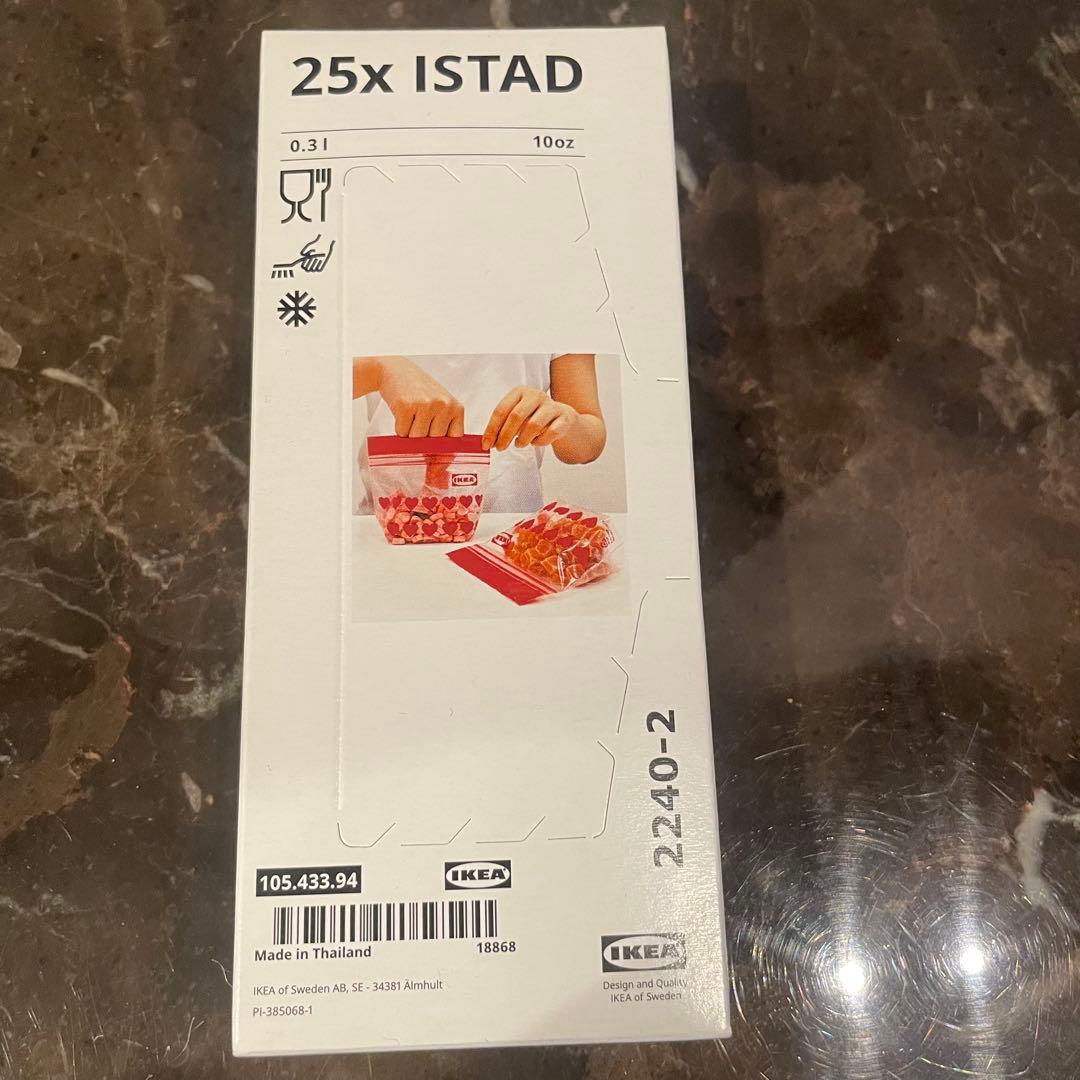 25x ISTAD
0.3 l 10oz
IKEA
IKEA
2240-2
105.433.94
IKEA
Made in Thailand 18868
IKEA of Sweden AB, SE - 34381 Älmhult
PI-385068-1
IKEA
Design and Quality
IKEA of Sweden